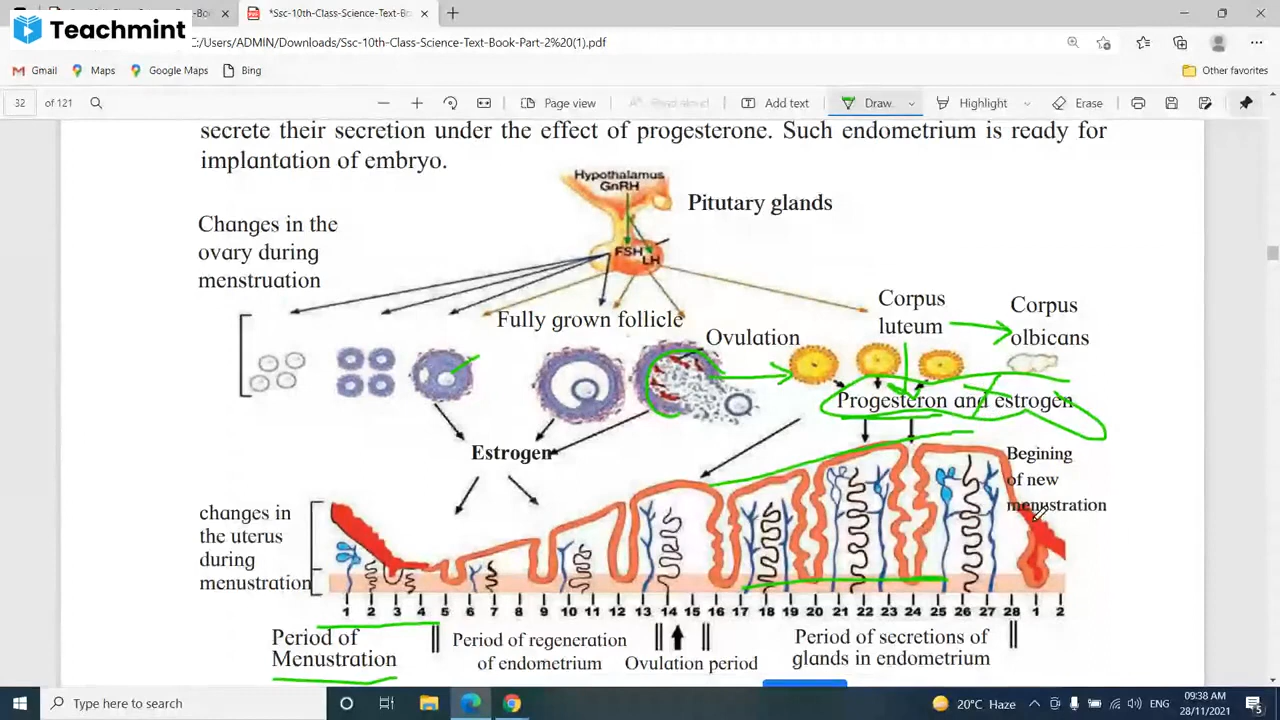 Teachmint
-Bo
*Ssc-10th-Class-Science-Text-Boo
C:/Users/ADMIN/Downloads/Ssc-10th-Class-Science-Text-Book-Part-2%20(1).pdf
Gmail
Maps
Google Maps
Bing
Other favorites
32 of 121
Page view
Read aloud
Add text
Draw
Highlight
Erase
secrete their secretion under the effect of progesterone. Such endometrium is ready for
implantation of embryo.
Hypothalamus
GnRH
Pitutary glands
Changes in the
ovary during
menstruation
FSH
LH
Fully grown follicle
Ovulation
Corpus
luteum
Corpus
olbicans
Progesteron and estrogen
Estrogen
Begining
of new
menustration
changes in
the uterus
during
menustration
1 2 3 4 5 6 7 8 9 10 11 12 13 14 15 16 17 18 19 20 21 22 23 24 25 26 27 28 1 2
Period of
Menustration
Period of regeneration
of endometrium
Ovulation period
Period of secretions of
glands in endometrium
Type here to search
20°C Haze
ENG
09:38 AM
28/11/2021
5